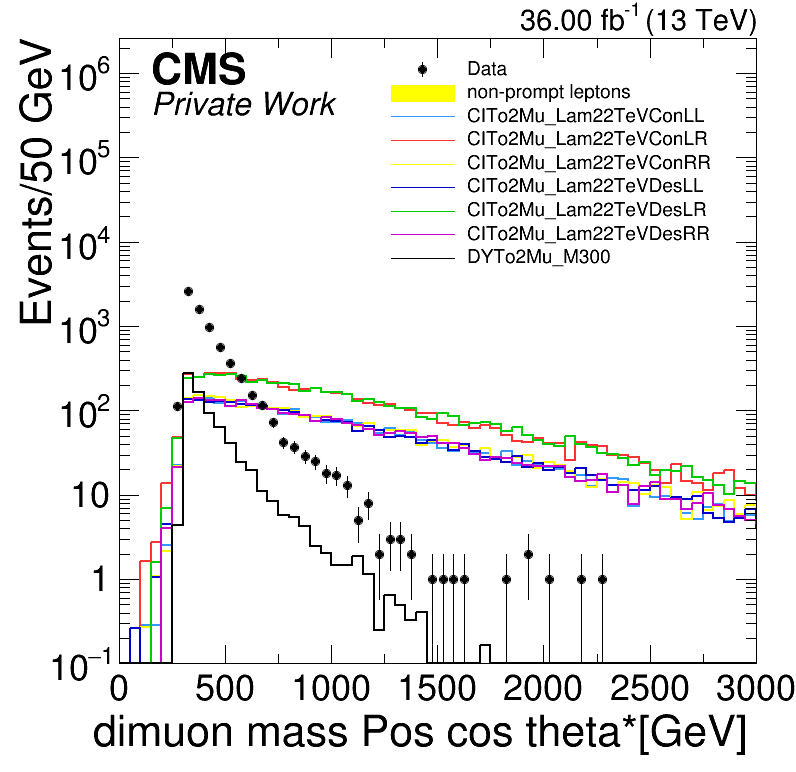 36.00 fb-1 (13 TeV)
CMS
Private Work
Data
non-prompt leptons
CITo2Mu_Lam22TeVConLL
CITo2Mu_Lam22TeVConLR
CITo2Mu_Lam22TeVConRR
CITo2Mu_Lam22TeVDesLL
CITo2Mu_Lam22TeVDesLR
CITo2Mu_Lam22TeVDesRR
DYTo2Mu_M300
Events/50 GeV
10^6
10^5
10^4
10^3
10^2
10
1
10^−1
0 500 1000 1500 2000 2500 3000
dimuon mass Pos cos theta*[GeV]